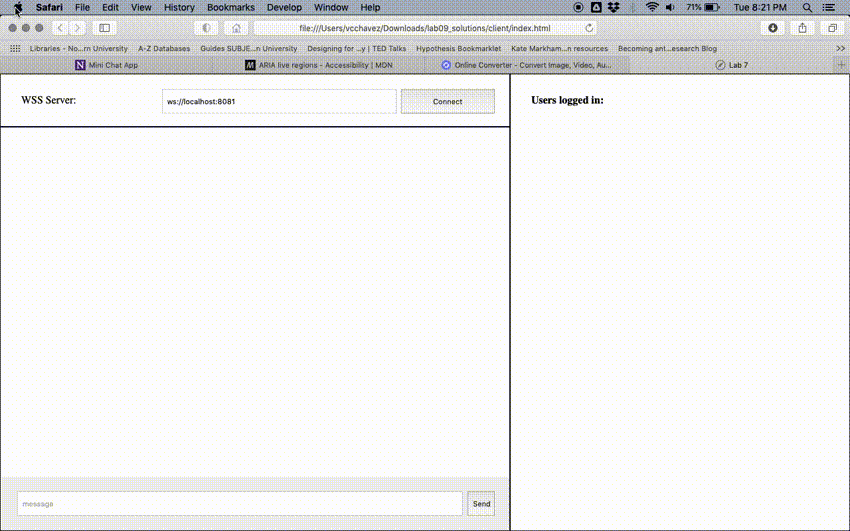 Safari File Edit View History Bookmarks Develop Window Help 71% Tue 8:21 PM
file:///Users/vcchavez/Downloads/lab09_solutions/client/index.html
Libraries - No...rn University A-Z Databases Guides SUBJE...n University Designing for ...y | TED Talks Hypothesis Bookmarklet Kate Markham...n resources Becoming ant...esearch Blog >>
N Mini Chat App M ARIA live regions - Accessibility | MDN Online Converter - Convert Image, Video, Au... Lab 7 +
WSS Server: ws://localhost:8081 Connect Users logged in:
message Send